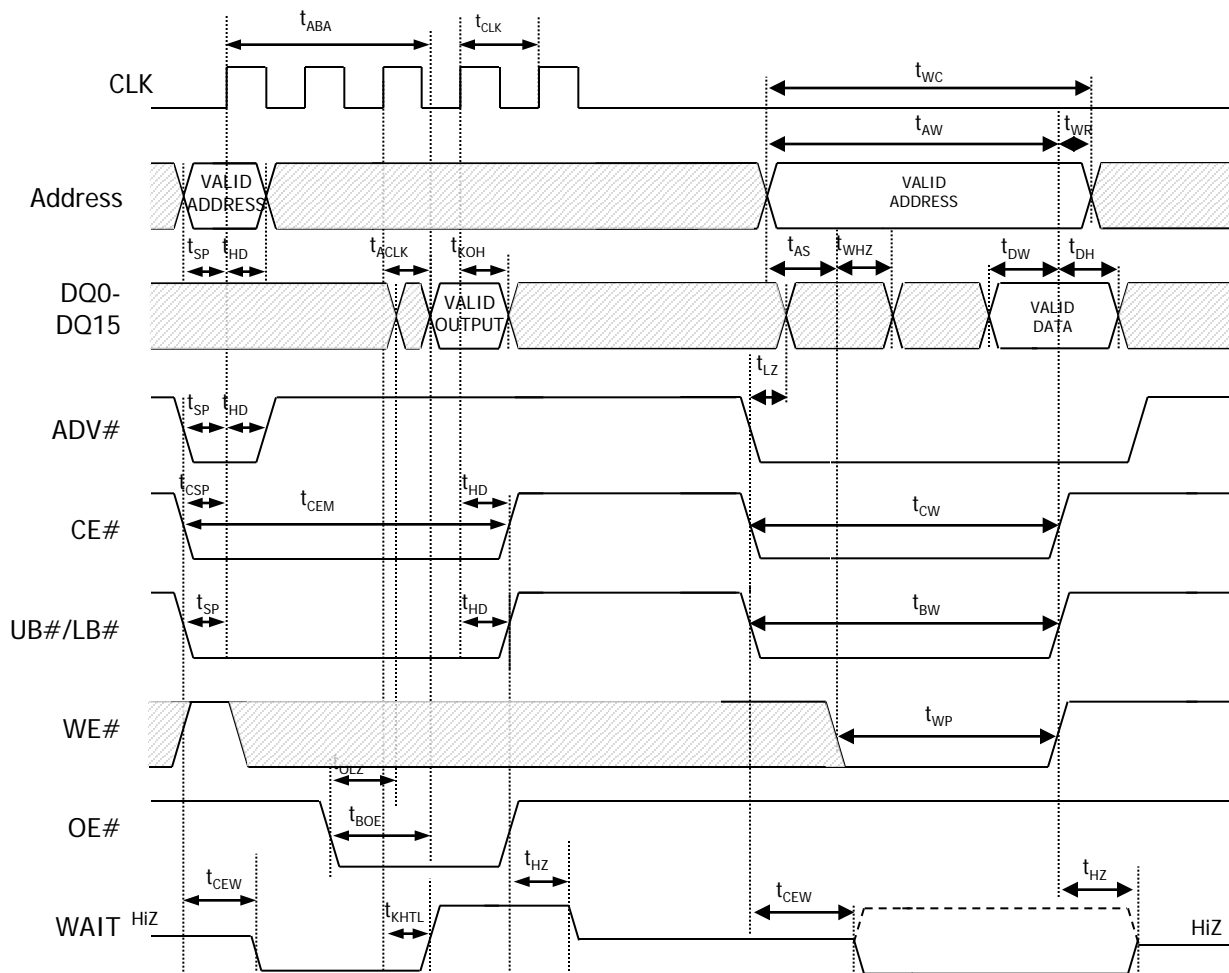 tABA
tCLK
CLK
tWC
tAW
tWR
Address
VALID
ADDRESS
VALID
ADDRESS
tSP
tHD
tACLK
tKOH
tAS
tWHZ
tDW
tDH
DQ0-
DQ15
VALID
OUTPUT
VALID
DATA
tLZ
ADV#
tSP
tHD
CE#
tCSP
tCEM
tHD
tCW
UB#/LB#
tSP
tHD
tBW
WE#
tWP
tOLZ
OE#
tBOE
tHZ
tHZ
tCEW
tCEW
WAIT
HiZ
tKHTL
HiZ